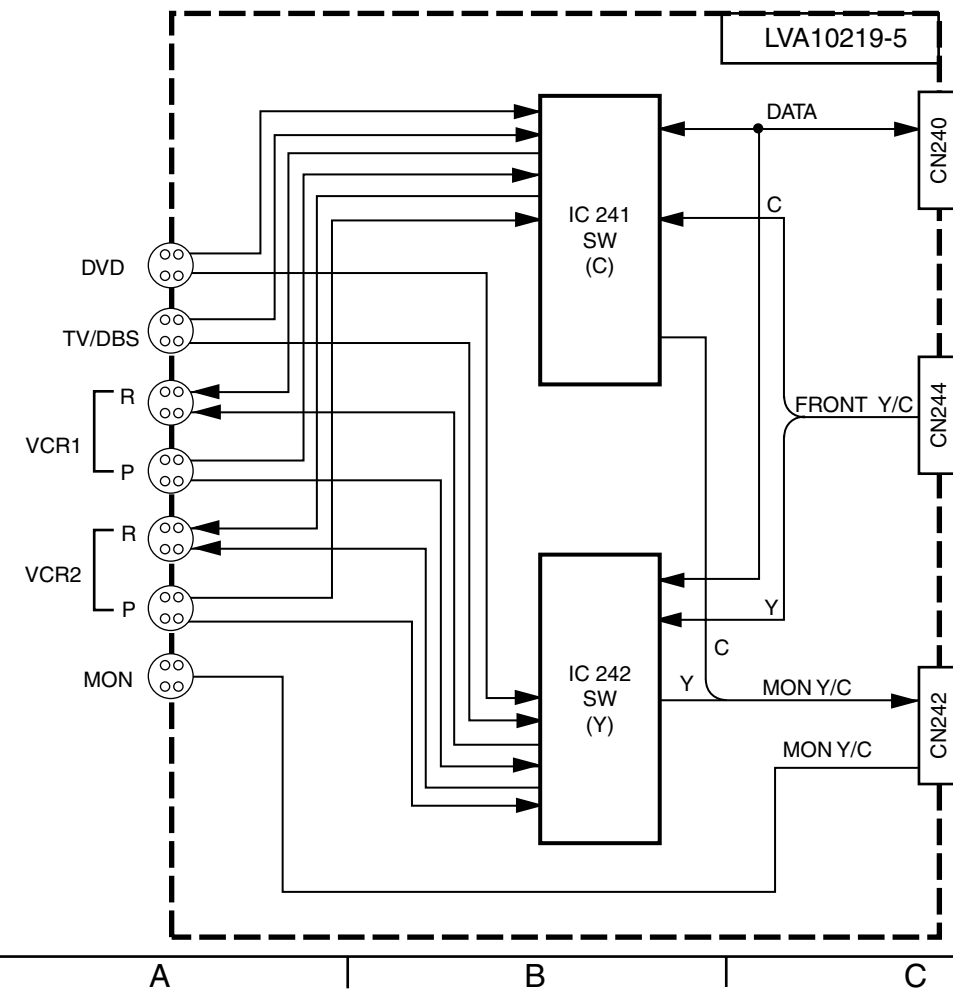 LVA10219-5
DATA
CN240
IC 241
SW
(C)
C
DVD
TV/DBS
R
VCR1
P
FRONT Y/C
CN244
R
VCR2
P
Y
C
MON
IC 242
SW
(Y)
Y
MON Y/C
CN242
MON Y/C
A
B
C